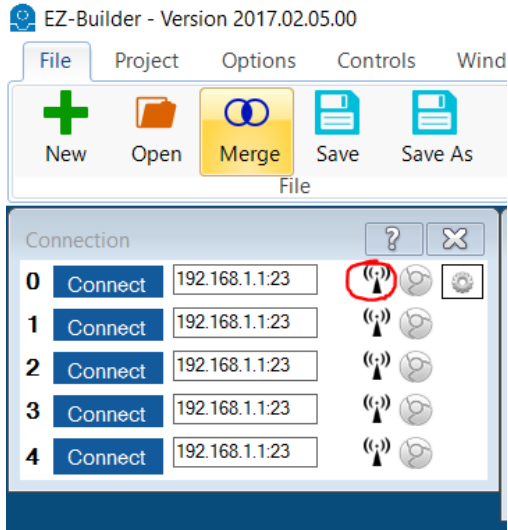 EZ-Builder - Version 2017.02.05.00
File Project Options Controls Wind
New Open Merge Save Save As
File
Connection ?
0 Connect 192.168.1.1:23
1 Connect 192.168.1.1:23
2 Connect 192.168.1.1:23
3 Connect 192.168.1.1:23
4 Connect 192.168.1.1:23